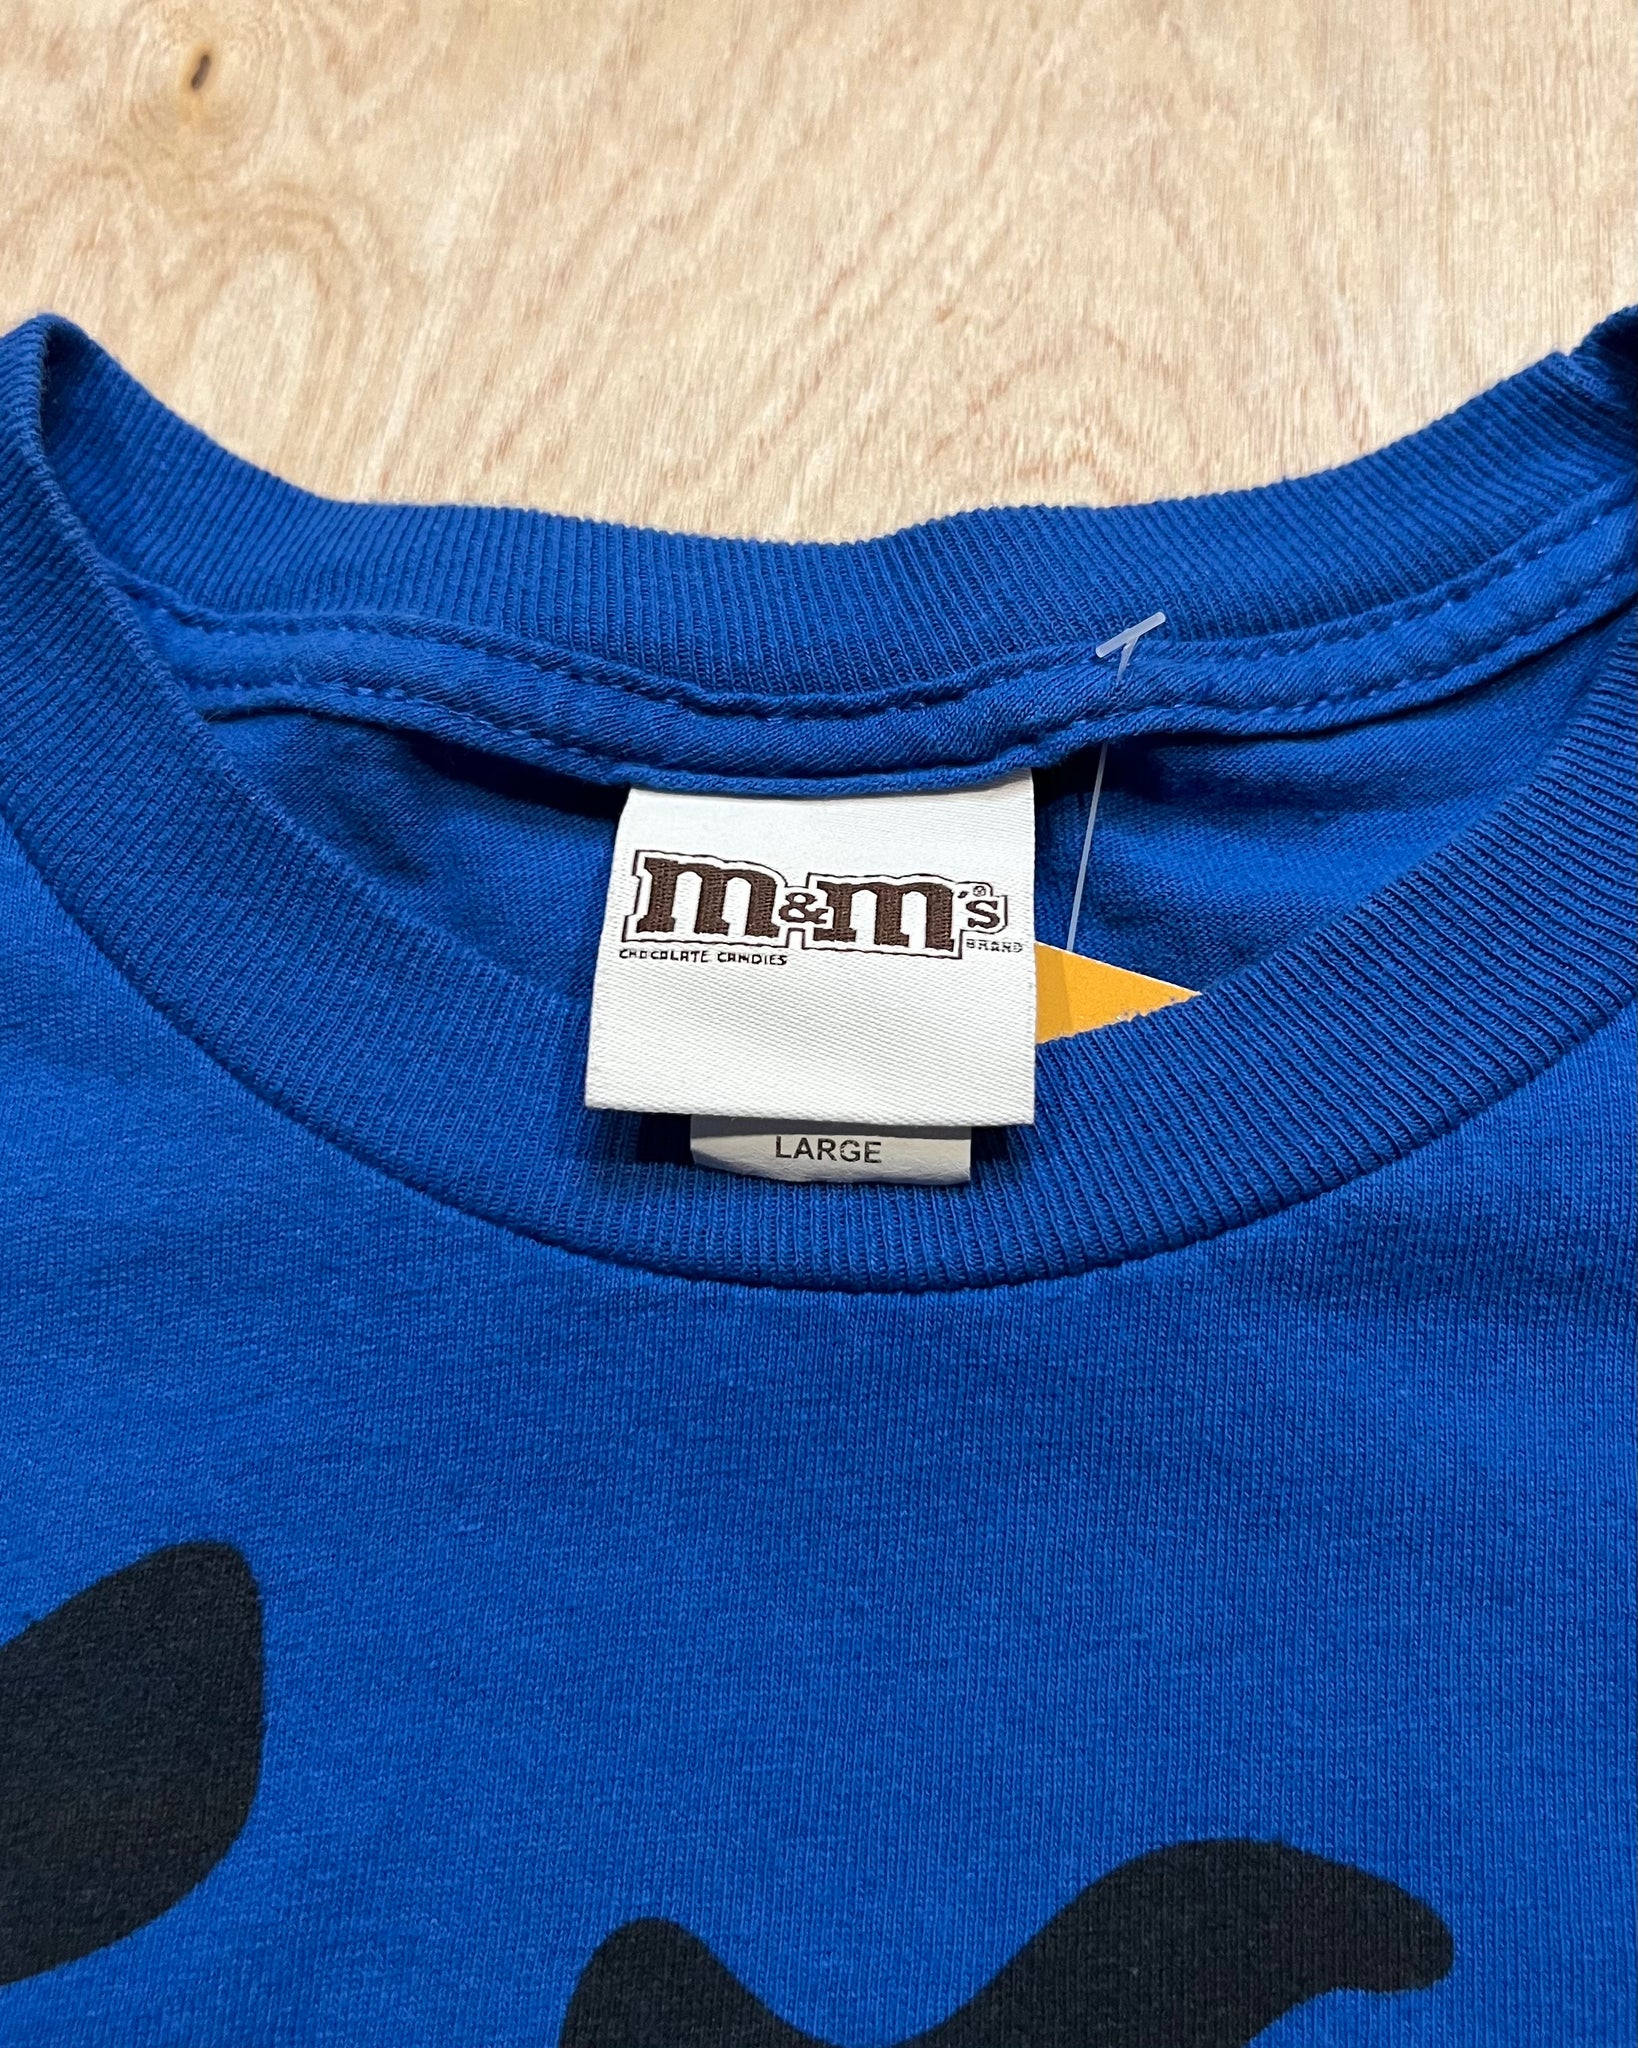 m&m's®
BRAND
CHOCOLATE CANDIES
LARGE